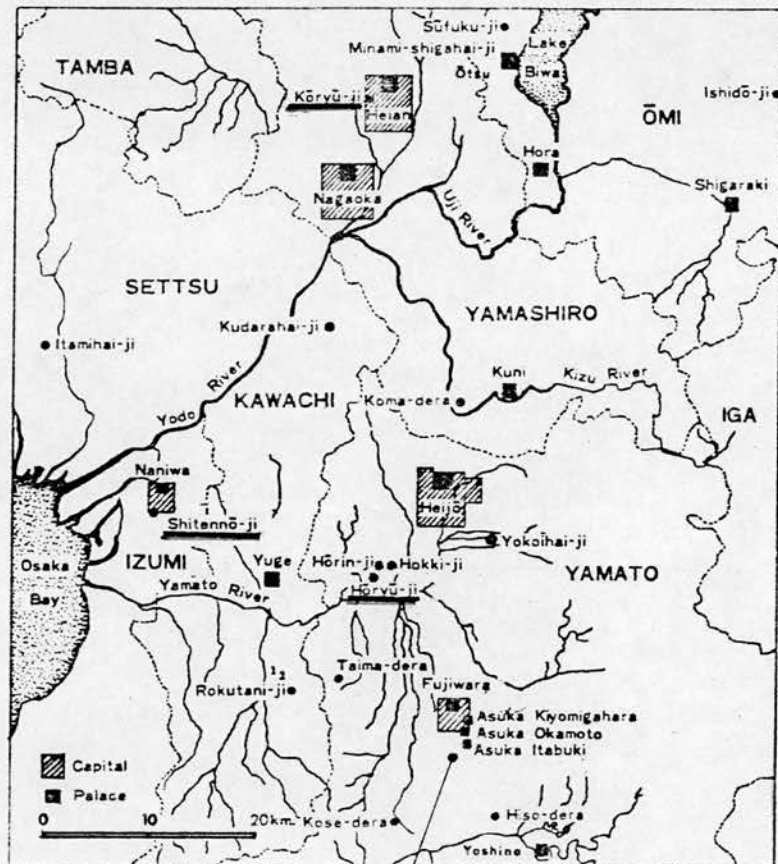 Sūfuku-ji
Minami-shigahai-ji
Lake
Biwa
TAMBA
Ōtsu
Kōryū-ji
Heian
Ishidō-ji
ŌMI
Hora
Nagaoka
Shigaraki
Uji River
SETTSU
YAMASHIRO
Kudarahai-ji
Itamihai-ji
Kuni
Kizu River
Yodo River
KAWACHI
Koma-dera
IGA
Naniwa
Heijō
Shitennō-ji
Yokoihai-ji
IZUMI
Yuge
Hōrin-ji
Hokki-ji
YAMATO
Osaka
Bay
Yamato River
Hōryū-ji
Taima-dera
Rokutani-ji
Fujiwara
Asuka Kiyomigahara
Asuka Okamoto
Asuka Itabuki
Capital
Palace
0 10 20km.
Kose-dera
Hiso-dera
Yoshino